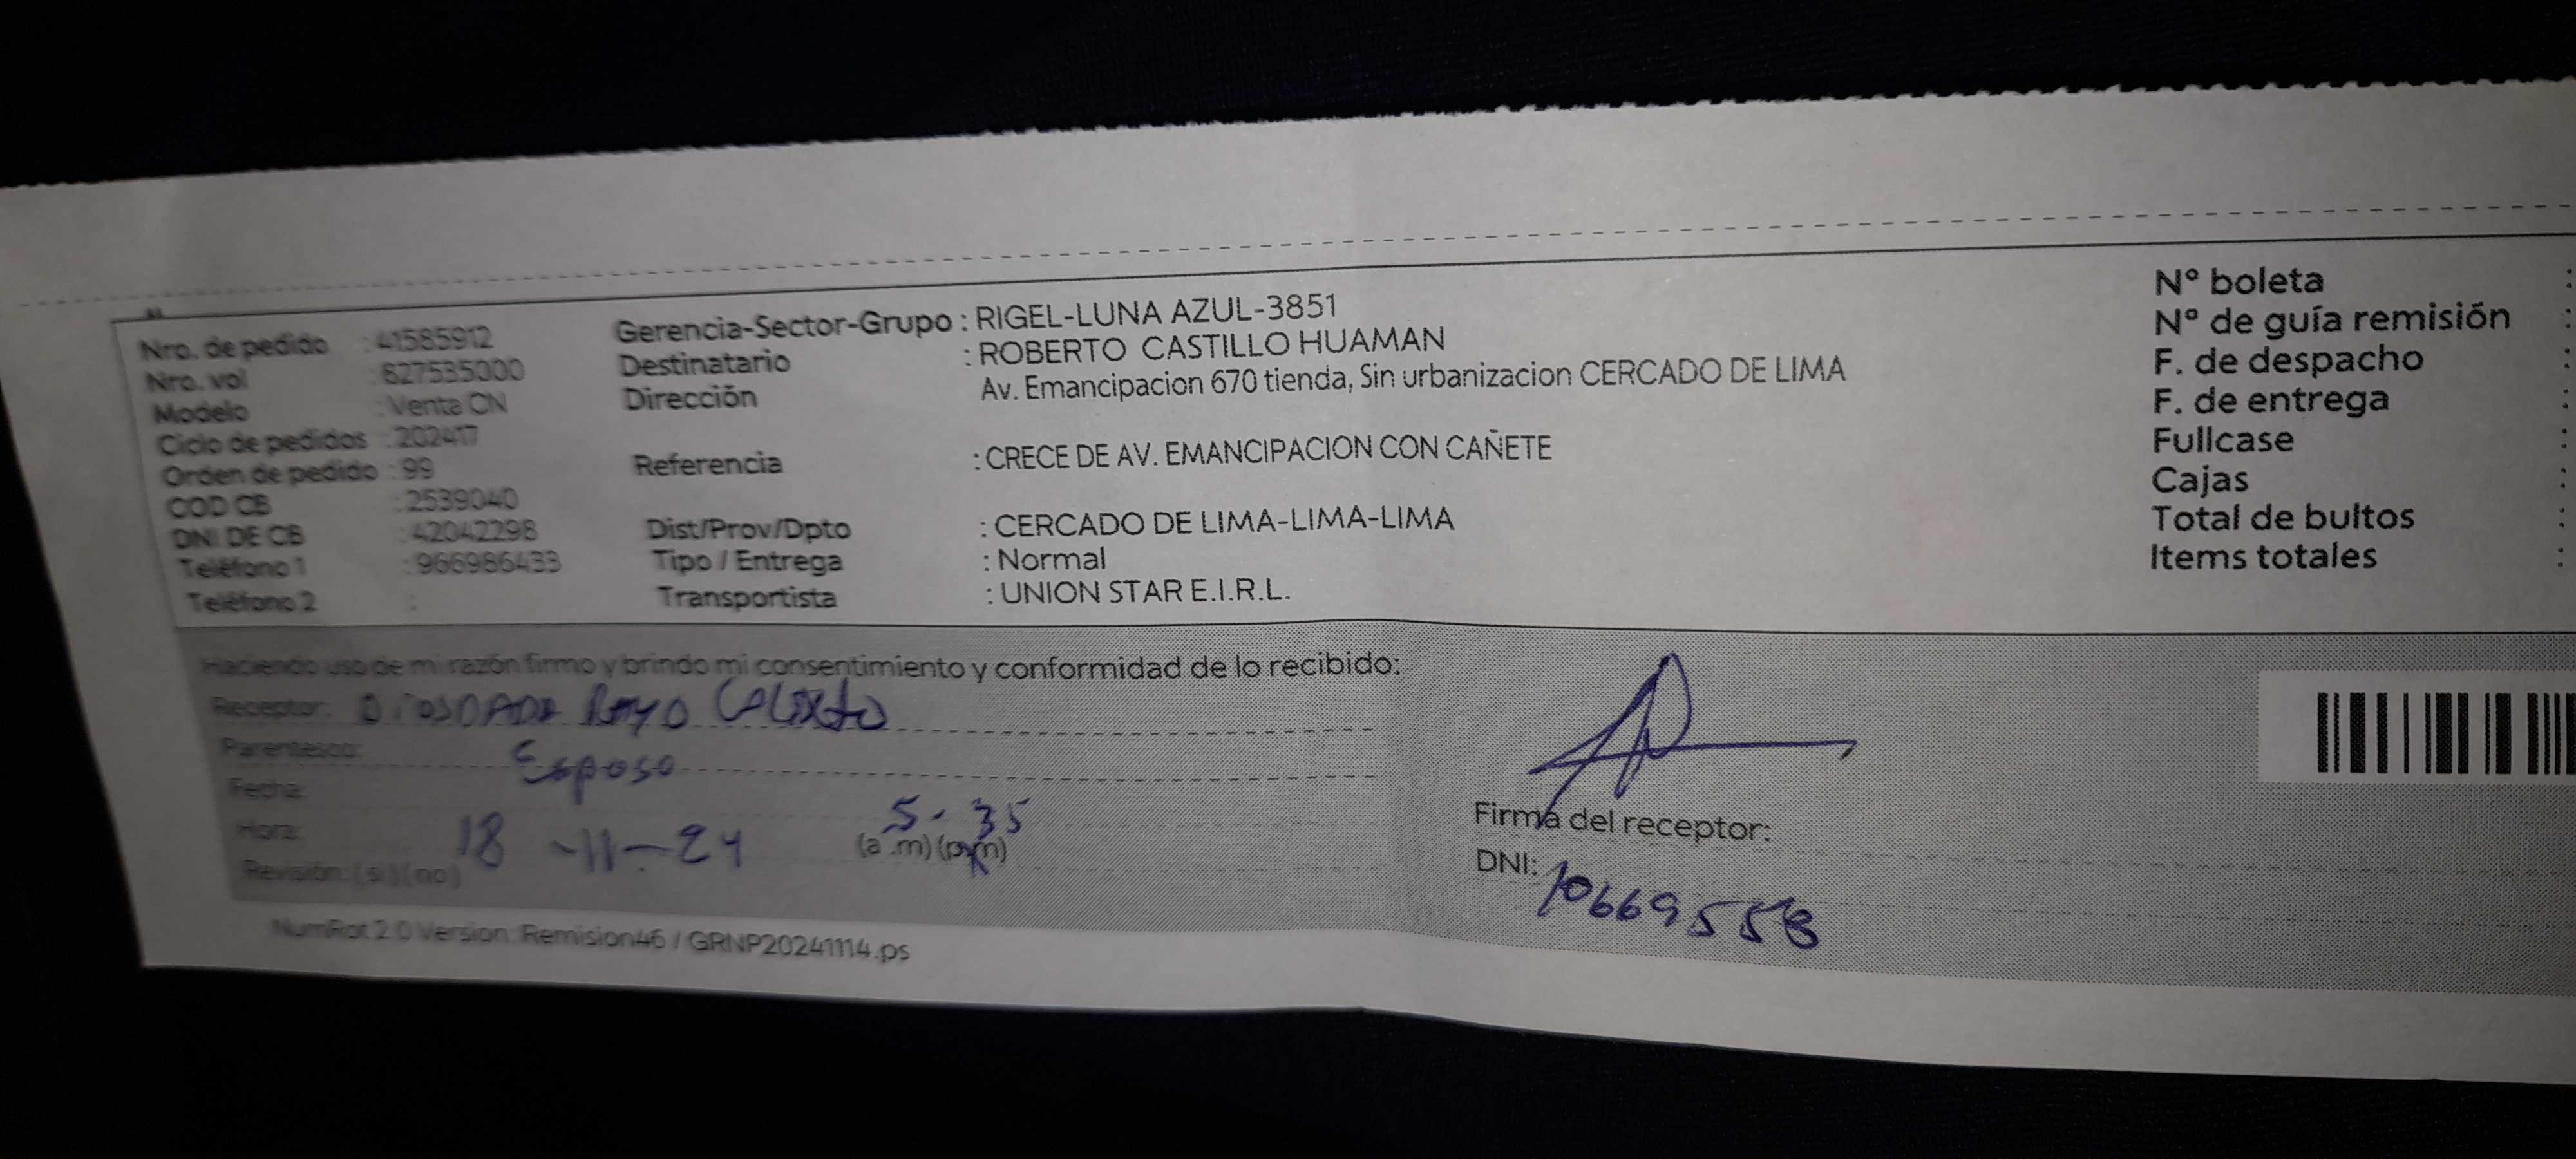 Nro. de pedido : 41585912
Nro. vol : 827535000
Modelo : Venta CN
Ciclo de pedidos : 202417
Orden de pedido : 99
COD CB : 2539040
DNI DE CB : 42042298
Teléfono 1 : 966986433
Teléfono 2 :
Gerencia-Sector-Grupo : RIGEL-LUNA AZUL-3851
Destinatario : ROBERTO CASTILLO HUAMAN
Dirección Av. Emancipacion 670 tienda, Sin urbanizacion CERCADO DE LIMA
Referencia : CRECE DE AV. EMANCIPACION CON CAÑETE
Dist/Prov/Dpto : CERCADO DE LIMA-LIMA-LIMA
Tipo / Entrega : Normal
Transportista : UNION STAR E.I.R.L.
Nº boleta :
Nº de guía remisión :
F. de despacho :
F. de entrega :
Fullcase :
Cajas :
Total de bultos :
Items totales :
Haciendo uso de mi razón firmo y brindo mi consentimiento y conformidad de lo recibido:
Receptor: Rayo Calixto
Parentesco: Esposo
Fecha:
Hora: 18 -11-24 5.35
(a .m) (p.m)
Revisión: ( si ) ( no )
Firma del receptor:
DNI: 10669558
NumRot 2.0 Version: Remision46 / GRNP20241114.ps